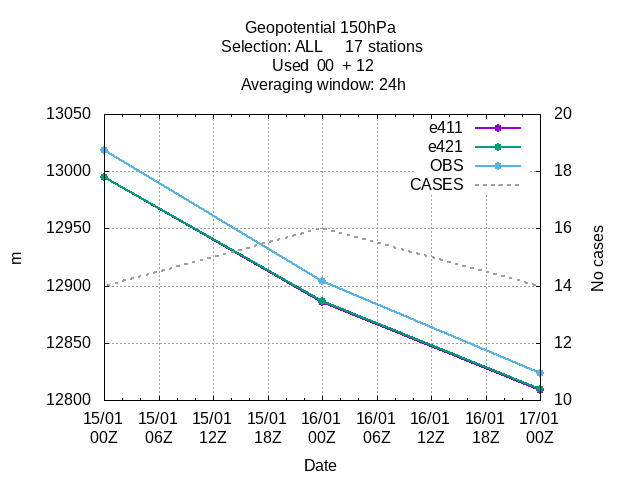 Geopotential 150hPa
Selection: ALL 17 stations
Used 00 + 12
Averaging window: 24h
13050
13000
12950
12900
12850
12800
m
20
18
16
14
12
10
No cases
e411
e421
OBS
CASES
15/01 15/01 15/01 15/01 16/01 16/01 16/01 16/01 17/01
00Z 06Z 12Z 18Z 00Z 06Z 12Z 18Z 00Z
Date